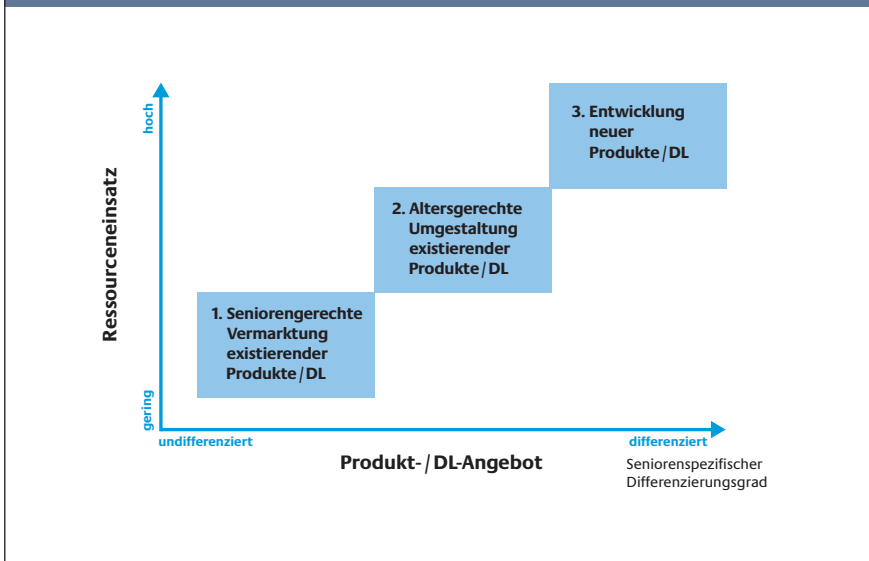 hoch
Ressourceneinsatz
gering
3. Entwicklung
neuer
Produkte/DL
2. Altersgerechte
Umgestaltung
existierender
Produkte/DL
1. Seniorengerechte
Vermarktung
existierender
Produkte/DL
undifferenziert
differenziert
Produkt-/DL-Angebot
Seniorenspezifischer
Differenzierungsgrad